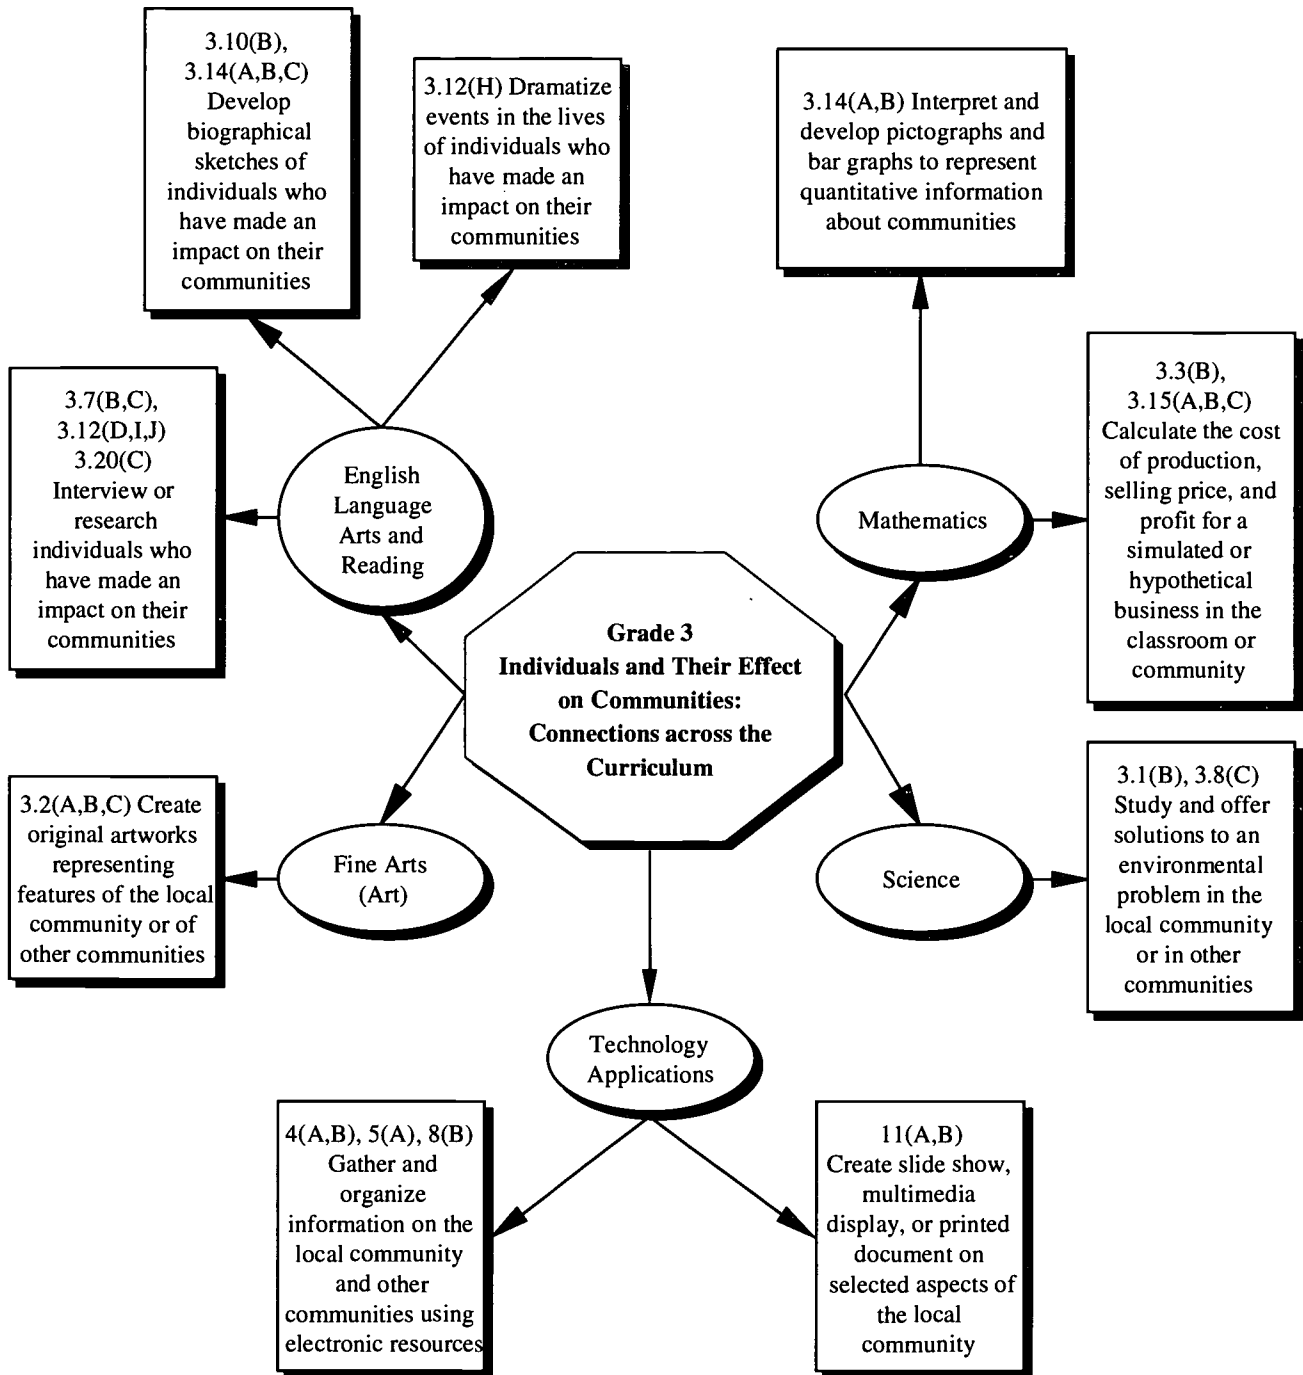 3.10(B),
3.14(A,B,C)
Develop
biographical
sketches of
individuals who
have made an
impact on their
communities
3.12(H) Dramatize
events in the lives
of individuals who
have made an
impact on their
communities
3.14(A,B) Interpret and
develop pictographs and
bar graphs to represent
quantitative information
about communities
3.7(B,C),
3.12(D,I,J)
3.20(C)
Interview or
research
individuals who
have made an
impact on their
communities
English
Language
Arts and
Reading
Mathematics
3.3(B),
3.15(A,B,C)
Calculate the cost
of production,
selling price, and
profit for a
simulated or
hypothetical
business in the
classroom or
community
Grade 3
Individuals and Their Effect
on Communities:
Connections across the
Curriculum
3.2(A,B,C) Create
original artworks
representing
features of the local
community or of
other communities
Fine Arts
(Art)
Science
3.1(B), 3.8(C)
Study and offer
solutions to an
environmental
problem in the
local community
or in other
communities
Technology
Applications
4(A,B), 5(A), 8(B)
Gather and
organize
information on the
local community
and other
communities using
electronic resources
11(A,B)
Create slide show,
multimedia
display, or printed
document on
selected aspects of
the local
community